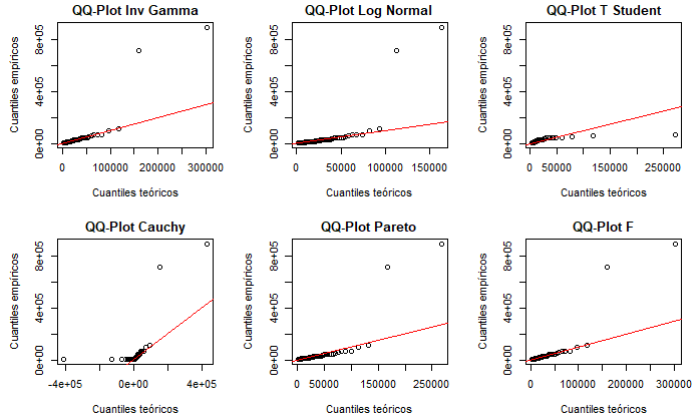 QQ-Plot Inv Gamma
Cuantiles empíricos
0e+00 4e+05 8e+05
0 100000 200000 300000
Cuantiles teóricos
QQ-Plot Log Normal
Cuantiles empíricos
0e+00 4e+05 8e+05
0 50000 100000 150000
Cuantiles teóricos
QQ-Plot T Student
Cuantiles empíricos
0e+00 4e+05 8e+05
0 50000 150000 250000
Cuantiles teóricos
QQ-Plot Cauchy
Cuantiles empíricos
0e+00 4e+05 8e+05
-4e+05 0e+00 4e+05
Cuantiles teóricos
QQ-Plot Pareto
Cuantiles empíricos
0e+00 4e+05 8e+05
0 50000 150000 250000
Cuantiles teóricos
QQ-Plot F
Cuantiles empíricos
0e+00 4e+05 8e+05
0 100000 200000 300000
Cuantiles teóricos